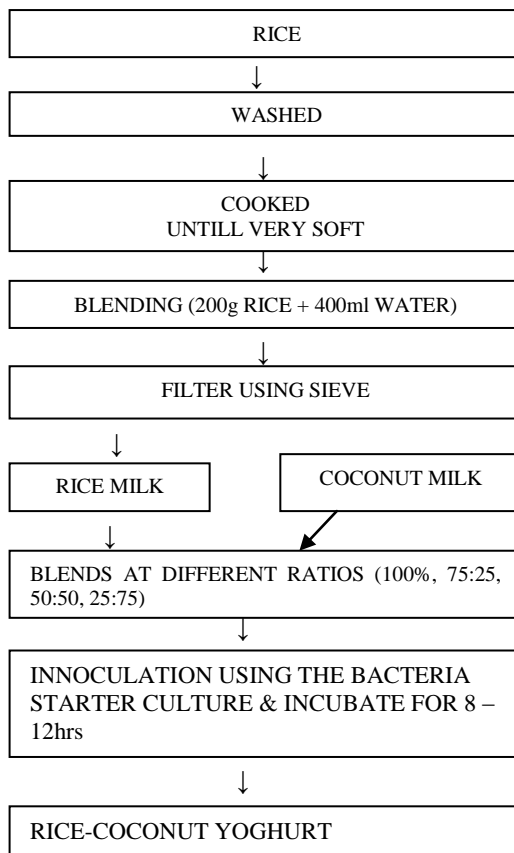 RICE
↓
WASHED
↓
COOKED
UNTILL VERY SOFT
↓
BLENDING (200g RICE + 400ml WATER)
↓
FILTER USING SIEVE
↓
RICE MILK
COCONUT MILK
↓
BLENDS AT DIFFERENT RATIOS (100%, 75:25,
50:50, 25:75)
↓
INNOCULATION USING THE BACTERIA
STARTER CULTURE & INCUBATE FOR 8 –
12hrs
↓
RICE-COCONUT YOGHURT